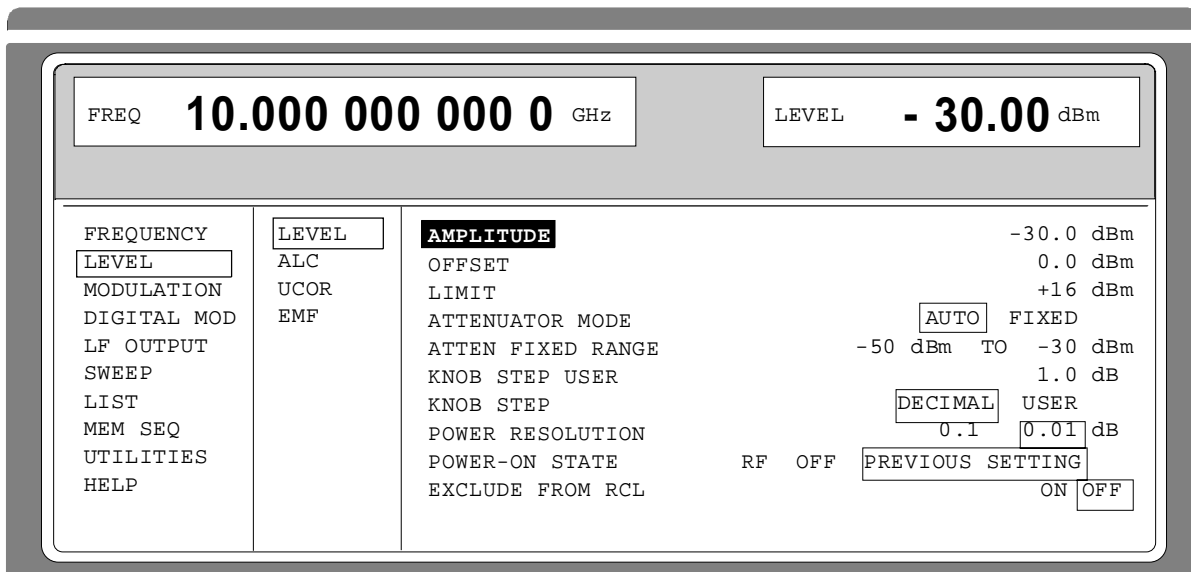 FREQ 10.000 000 000 0 GHz LEVEL - 30.00 dBm
FREQUENCY LEVEL AMPLITUDE -30.0 dBm
LEVEL ALC OFFSET 0.0 dBm
MODULATION UCOR LIMIT +16 dBm
DIGITAL MOD EMF ATTENUATOR MODE AUTO FIXED
LF OUTPUT ATTEN FIXED RANGE -50 dBm TO -30 dBm
SWEEP KNOB STEP USER 1.0 dB
LIST KNOB STEP DECIMAL USER
MEM SEQ POWER RESOLUTION 0.1 0.01 dB
UTILITIES POWER-ON STATE RF OFF PREVIOUS SETTING
HELP EXCLUDE FROM RCL ON OFF